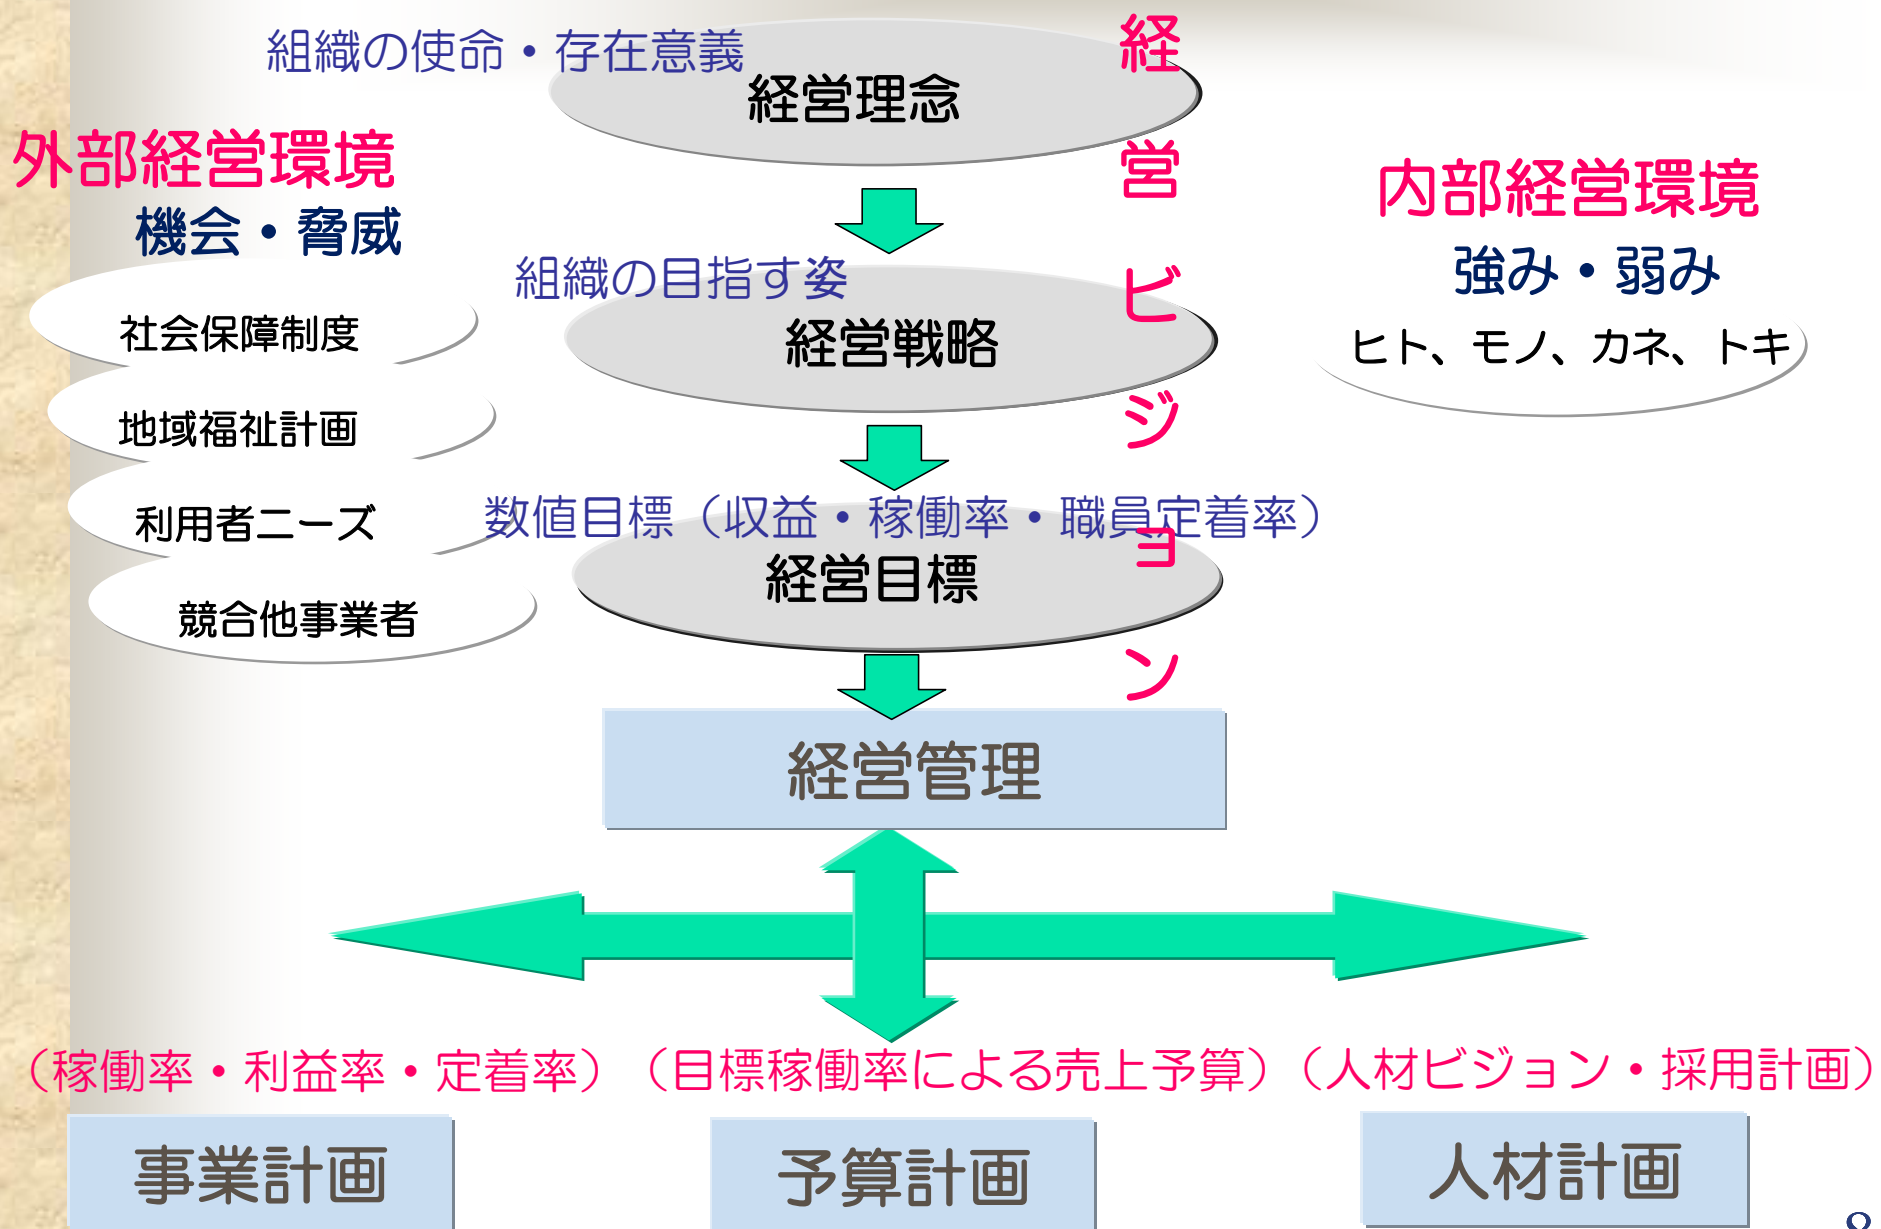 組織の使命・存在意義
経営理念
経営ビジョン
外部経営環境
機会・脅威
社会保障制度
地域福祉計画
利用者ニーズ
競合他事業者
組織の目指す姿
経営戦略
内部経営環境
強み・弱み
ヒト、モノ、カネ、トキ
数値目標（収益・稼働率・職員定着率）
経営目標
経営管理
（稼働率・利益率・定着率）
（目標稼働率による売上予算）
（人材ビジョン・採用計画）
事業計画
予算計画
人材計画
8